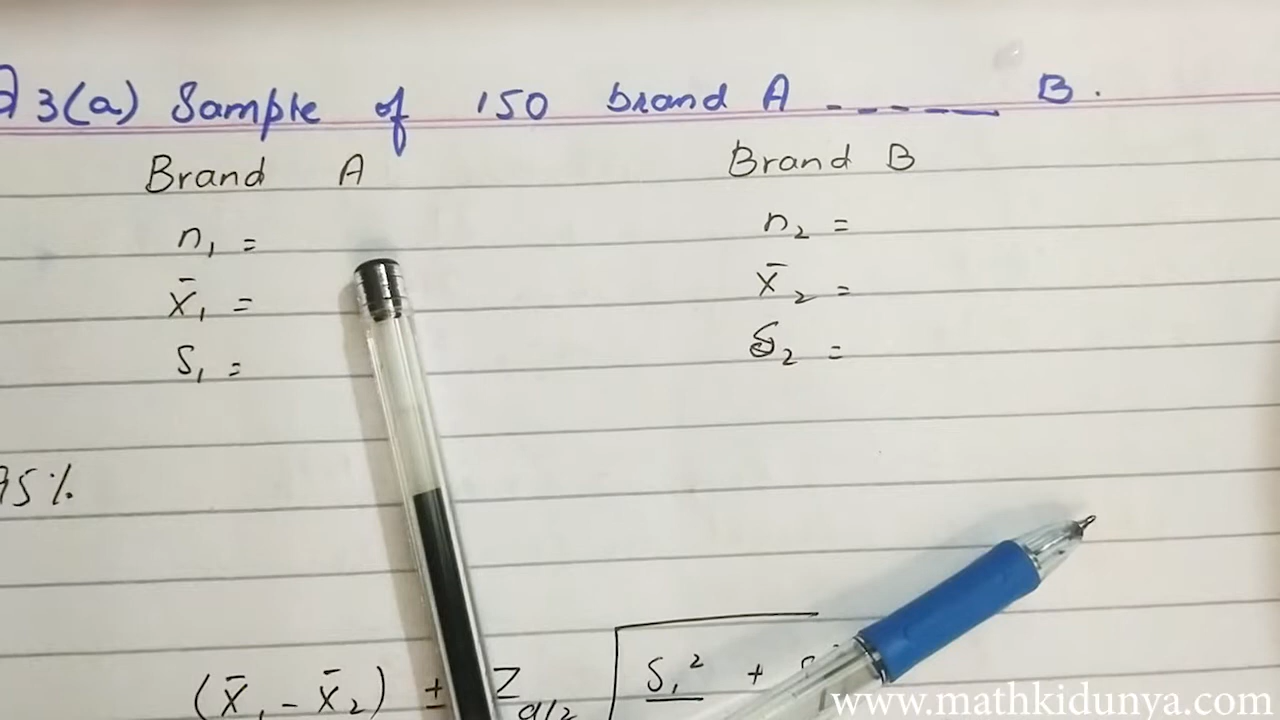 3(a) Sample of 150 brand A ------ B.
Brand A Brand B
n₁ = n₂ =
x̄₁ = x̄₂ =
S₁ = S₂ =
95%
(x̄₁ - x̄₂) ± Z α/2 √ S₁² +
www.mathkidunya.com